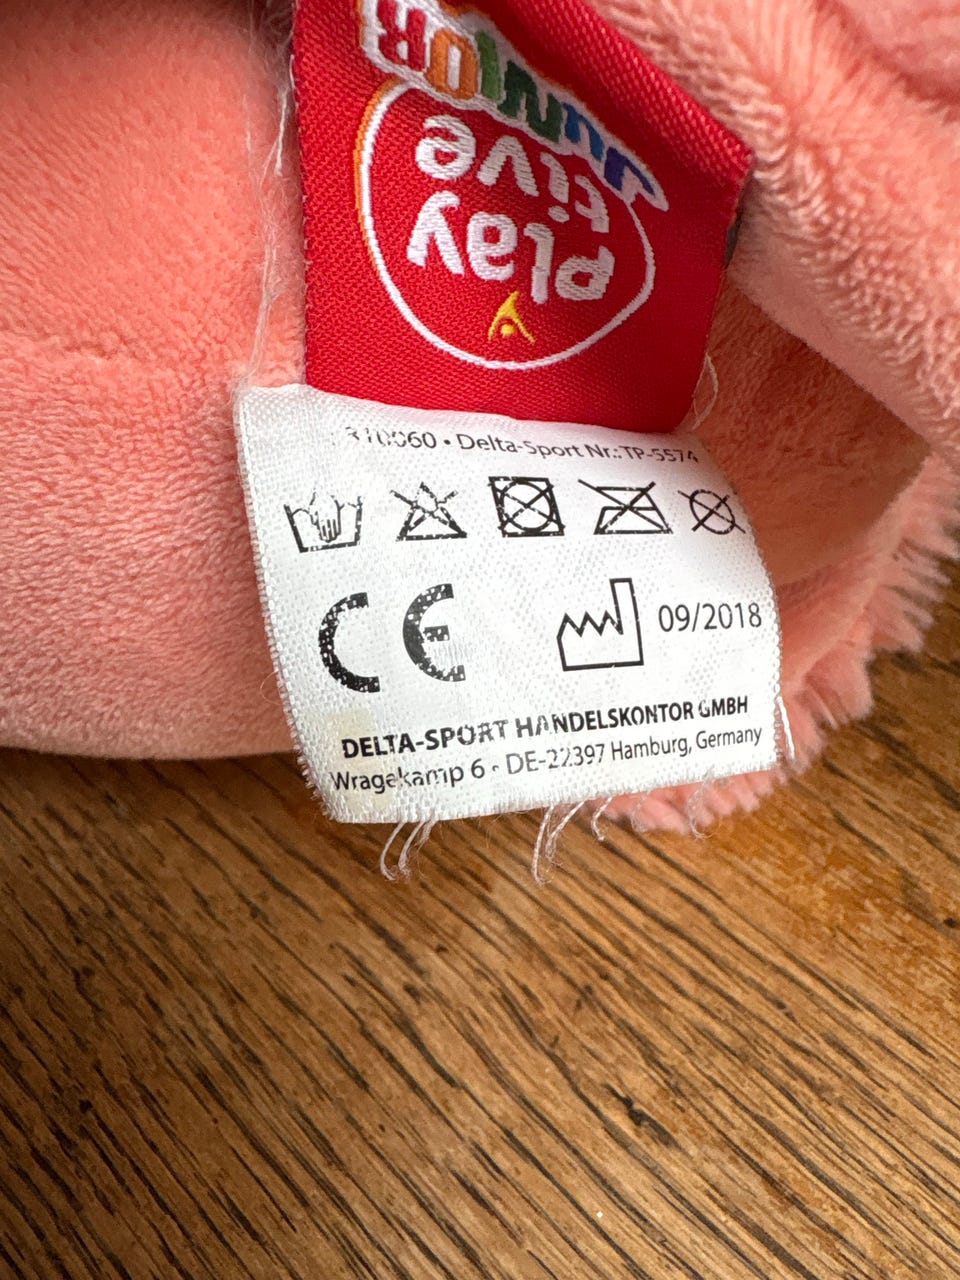 play
tive
JUNIOR
310060 • Delta-Sport Nr.: TP-5574
CE
09/2018
DELTA-SPORT HANDELSKONTOR GMBH
Wragekamp 6 • DE-22397 Hamburg, Germany